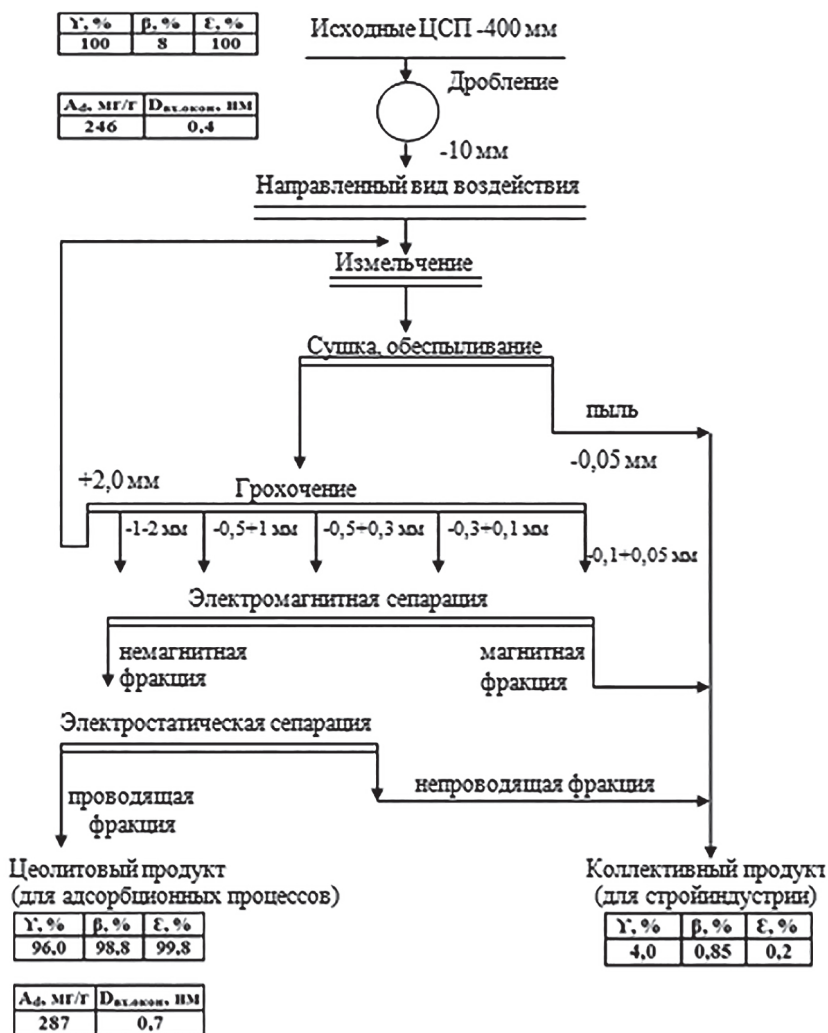 ϒ, % β, % ε, %
100 8 100
Исходные ЦСП -400 мм
Дробление
A_d, мг/г D_вх.окон, нм
246 0,4
-10 мм
Направленный вид воздействия
Измельчение
Сушка, обеспыливание
пыль
-0,05 мм
+2,0 мм
Грохочение
-1-2 мм -0,5+1 мм -0,5+0,3 мм -0,3+0,1 мм
-0,1+0,05 мм
Электромагнитная сепарация
немагнитная
фракция
магнитная
фракция
Электростатическая сепарация
непроводящая фракция
проводящая
фракция
Цеолитовый продукт
(для адсорбционных процессов)
ϒ, % β, % ε, %
96,0 98,8 99,8
A_d, мг/г D_вх.окон, нм
287 0,7
Коллективный продукт
(для стройиндустрии)
ϒ, % β, % ε, %
4,0 0,85 0,2